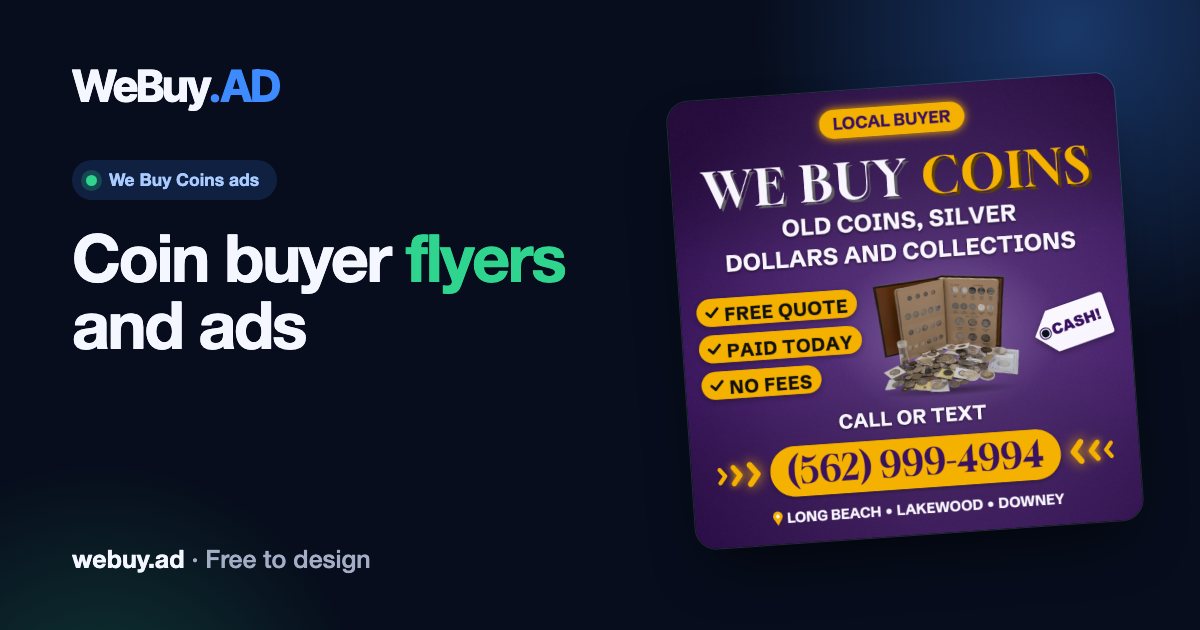 WeBuy.AD
We Buy Coins ads
Coin buyer flyers
and ads
webuy.ad · Free to design
LOCAL BUYER
WE BUY COINS
OLD COINS, SILVER
DOLLARS AND COLLECTIONS
✓ FREE QUOTE
✓ PAID TODAY
✓ NO FEES
CASH!
CALL OR TEXT
(562) 999-4994
LONG BEACH • LAKEWOOD • DOWNEY